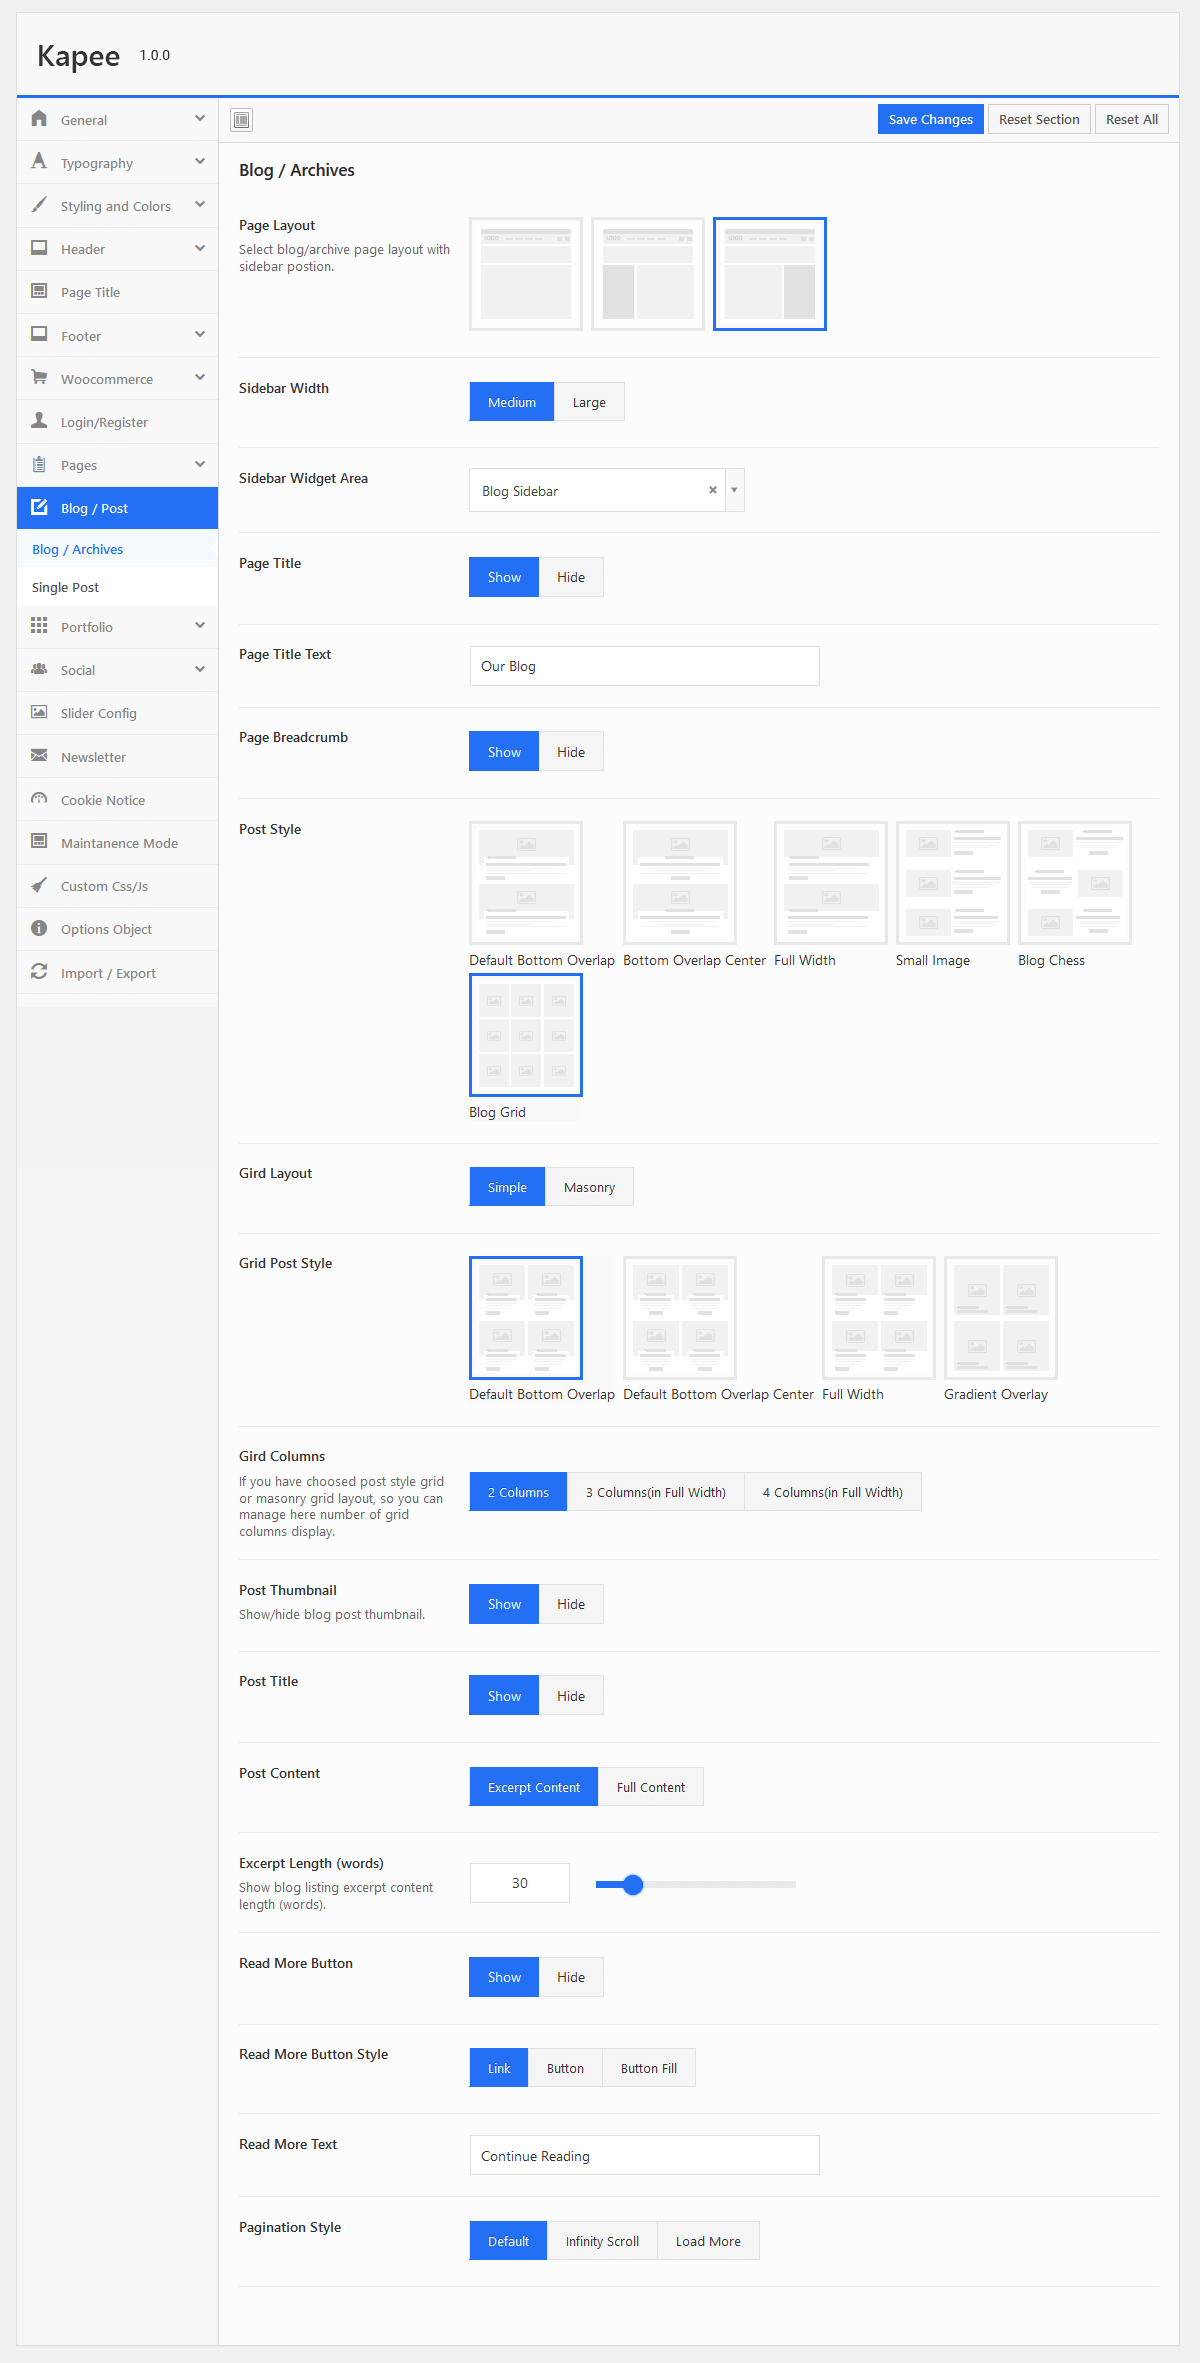 Kapee 1.0.0
Save Changes
Reset Section
Reset All
General
Typography
Styling and Colors
Header
Page Title
Footer
Woocommerce
Login/Register
Pages
Blog / Post
Blog / Archives
Single Post
Portfolio
Social
Slider Config
Newsletter
Cookie Notice
Maintanence Mode
Custom Css/Js
Options Object
Import / Export
Blog / Archives
Page Layout
Select blog/archive page layout with
sidebar postion.
LOGO
LOGO
LOGO
Sidebar Width
Medium
Large
Sidebar Widget Area
Blog Sidebar
Page Title
Show
Hide
Page Title Text
Our Blog
Page Breadcrumb
Show
Hide
Post Style
Default Bottom Overlap
Bottom Overlap Center
Full Width
Small Image
Blog Chess
Blog Grid
Gird Layout
Simple
Masonry
Grid Post Style
Default Bottom Overlap
Default Bottom Overlap Center
Full Width
Gradient Overlay
Gird Columns
If you have choosed post style grid
or masonry grid layout, so you can
manage here number of grid
columns display.
2 Columns
3 Columns(in Full Width)
4 Columns(in Full Width)
Post Thumbnail
Show/hide blog post thumbnail.
Show
Hide
Post Title
Show
Hide
Post Content
Excerpt Content
Full Content
Excerpt Length (words)
Show blog listing excerpt content
length (words).
30
Read More Button
Show
Hide
Read More Button Style
Link
Button
Button Fill
Read More Text
Continue Reading
Pagination Style
Default
Infinity Scroll
Load More